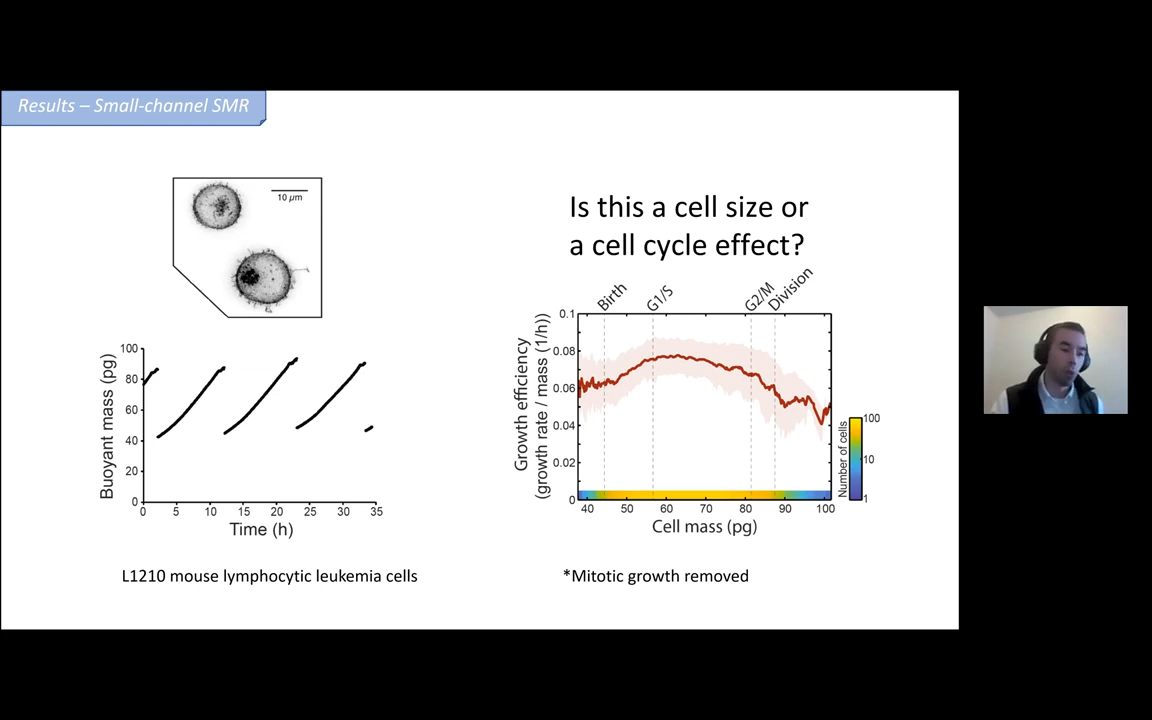 Results – Small-channel SMR
10 µm
Is this a cell size or
a cell cycle effect?
Buoyant mass (pg)
100
80
60
40
20
0
0 5 10 15 20 25 30 35
Time (h)
L1210 mouse lymphocytic leukemia cells
Birth
G1/S
G2/M
Division
Growth efficiency
(growth rate / mass (1/h))
0.1
0.08
0.06
0.04
0.02
0
40 50 60 70 80 90 100
Cell mass (pg)
Number of cells
100
10
1
*Mitotic growth removed